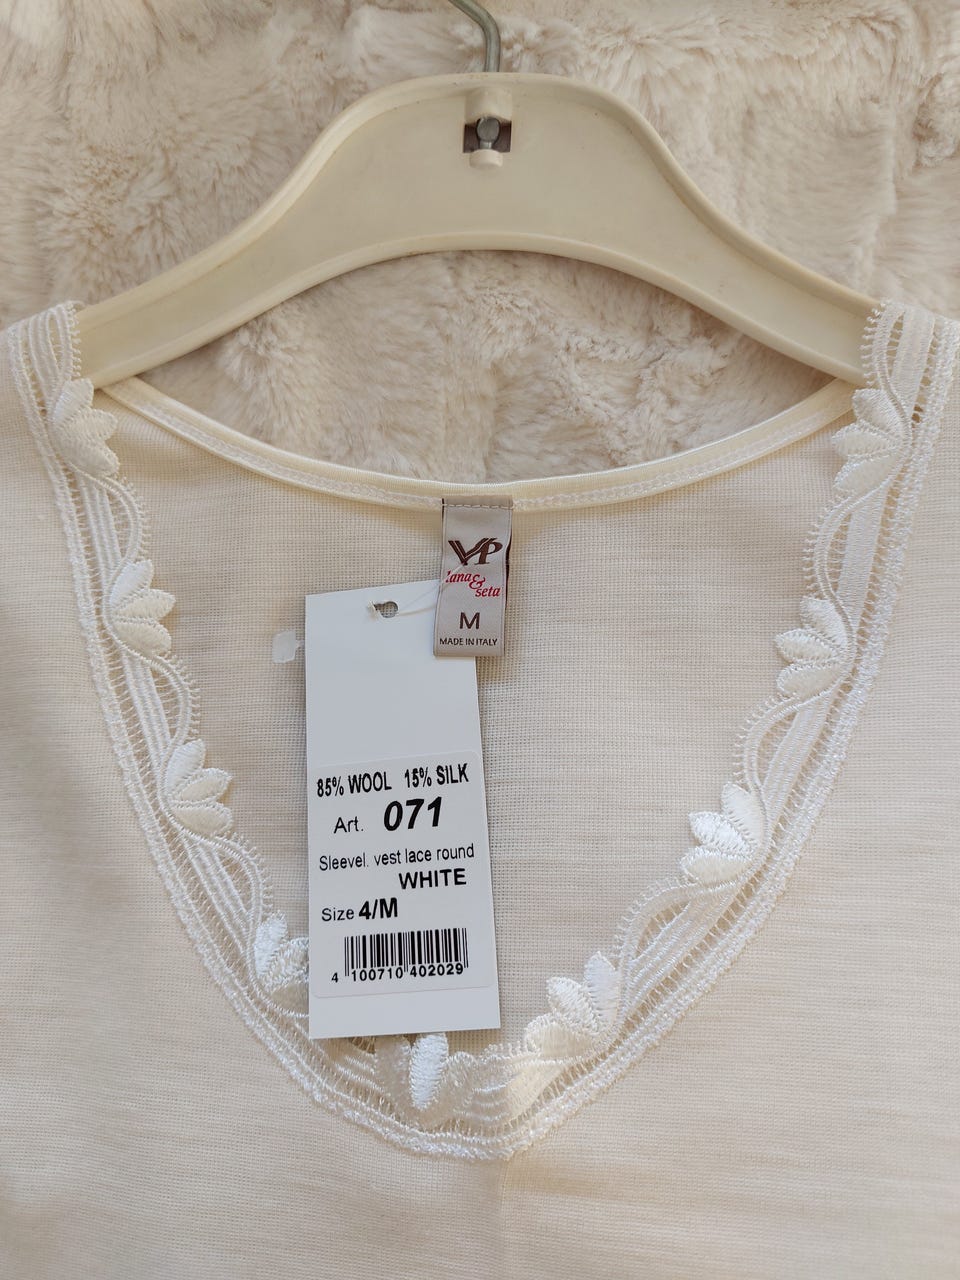 VP
lana&
seta
M
MADE IN ITALY
85% WOOL 15% SILK
Art. 071
Sleevel. vest lace round
WHITE
Size 4/M
4 100710 402029